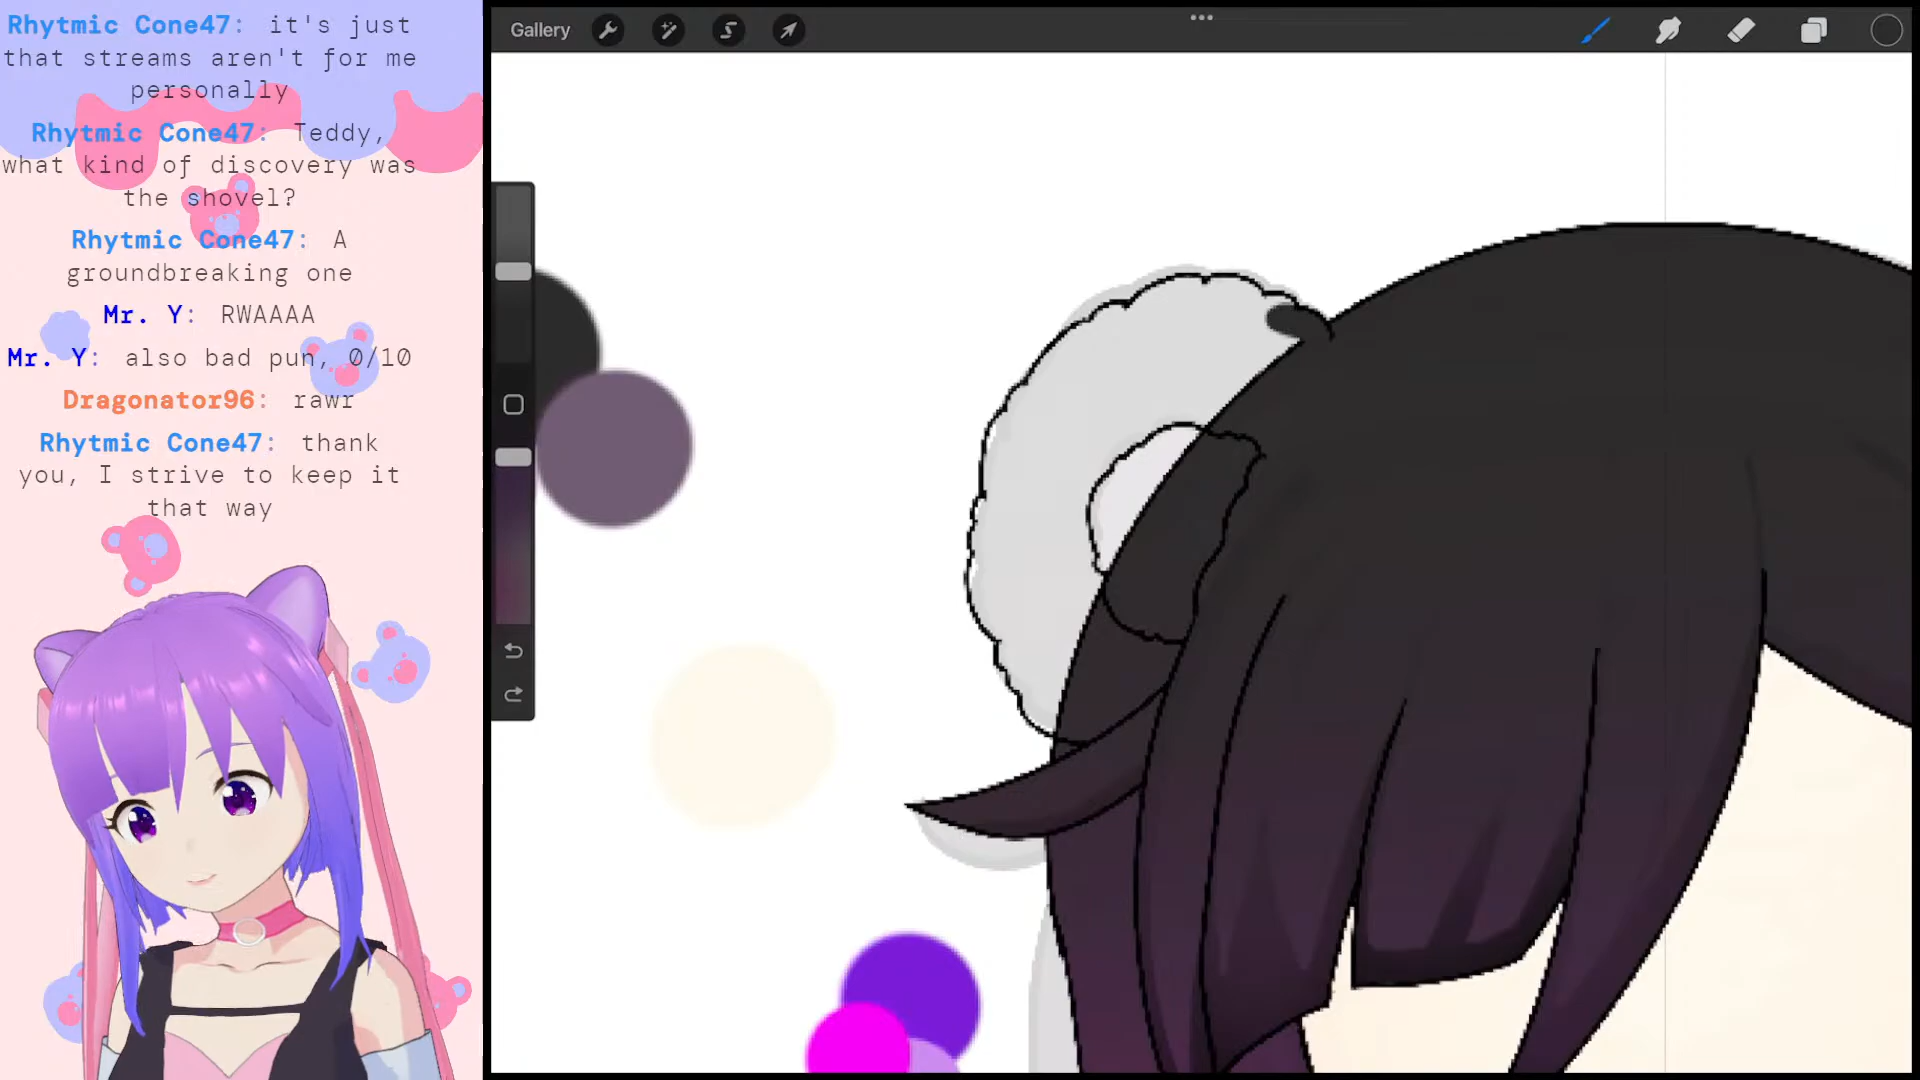 Rhytmic Cone47: it's just
that streams aren't for me
personally
Rhytmic Cone47: Teddy,
what kind of discovery was
the shovel?
Rhytmic Cone47: A
groundbreaking one
Mr. Y: RWAAAA
Mr. Y: also bad pun, 0/10
Dragonator96: rawr
Rhytmic Cone47: thank
you, I strive to keep it
that way
Gallery